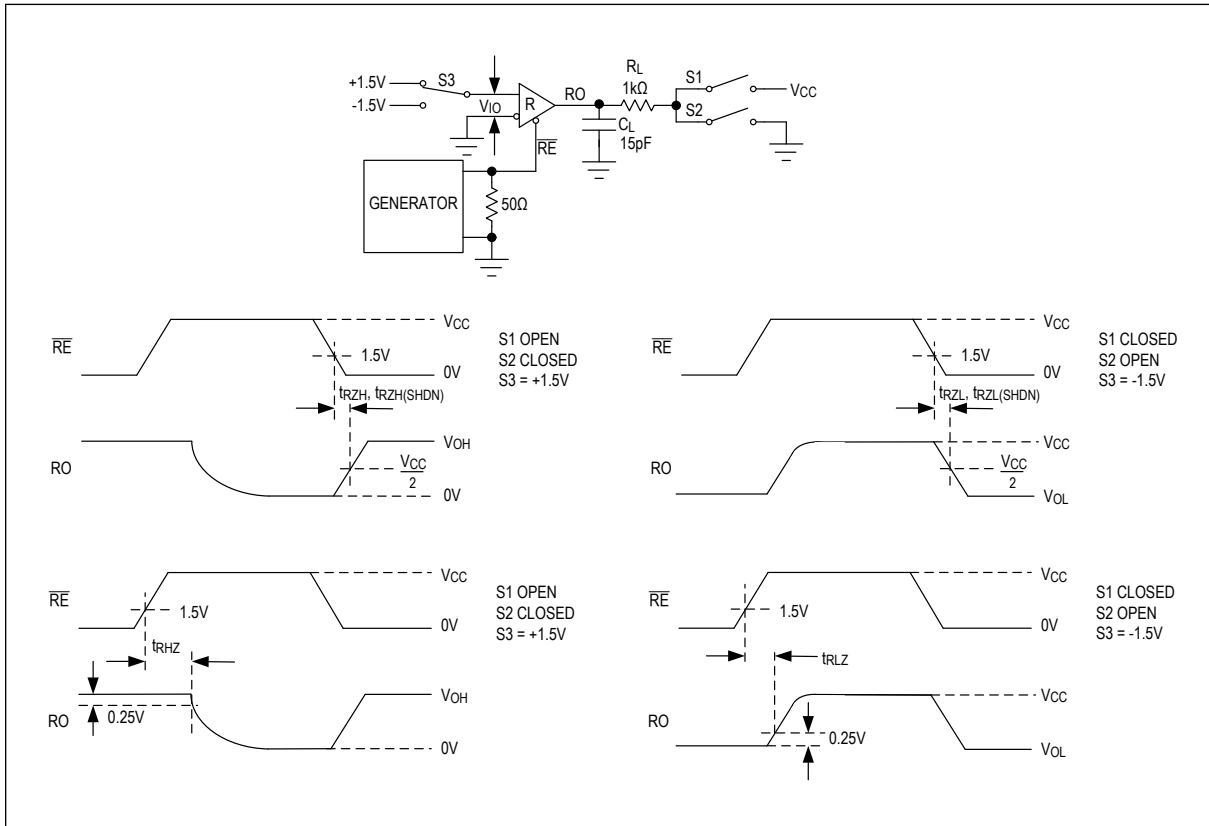 +1.5V
S3
-1.5V
VIO
R
RE
RO
RL
1kΩ
CL
15pF
S1
S2
VCC
GENERATOR
50Ω
RE
VCC
1.5V
0V
tRZH, tRZH(SHDN)
RO
VOH
VCC
2
0V
S1 OPEN
S2 CLOSED
S3 = +1.5V
RE
VCC
1.5V
0V
tRZL, tRZL(SHDN)
RO
VCC
VCC
2
VOL
S1 CLOSED
S2 OPEN
S3 = -1.5V
RE
VCC
1.5V
0V
tRHZ
RO
0.25V
VOH
0V
S1 OPEN
S2 CLOSED
S3 = +1.5V
RE
VCC
1.5V
0V
tRLZ
RO
VCC
0.25V
VOL
S1 CLOSED
S2 OPEN
S3 = -1.5V